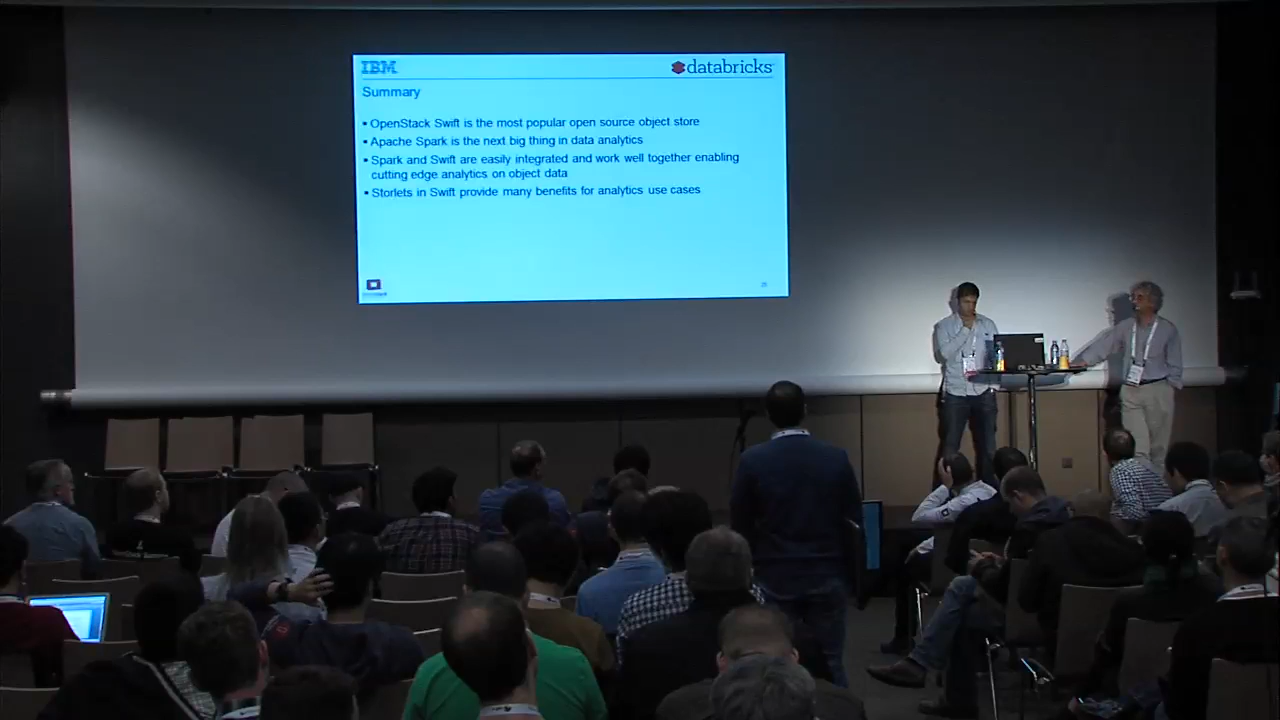 IBM
databricks
Summary
▪ OpenStack Swift is the most popular open source object store
▪ Apache Spark is the next big thing in data analytics
▪ Spark and Swift are easily integrated and work well together enabling
cutting edge analytics on object data
▪ Storlets in Swift provide many benefits for analytics use cases